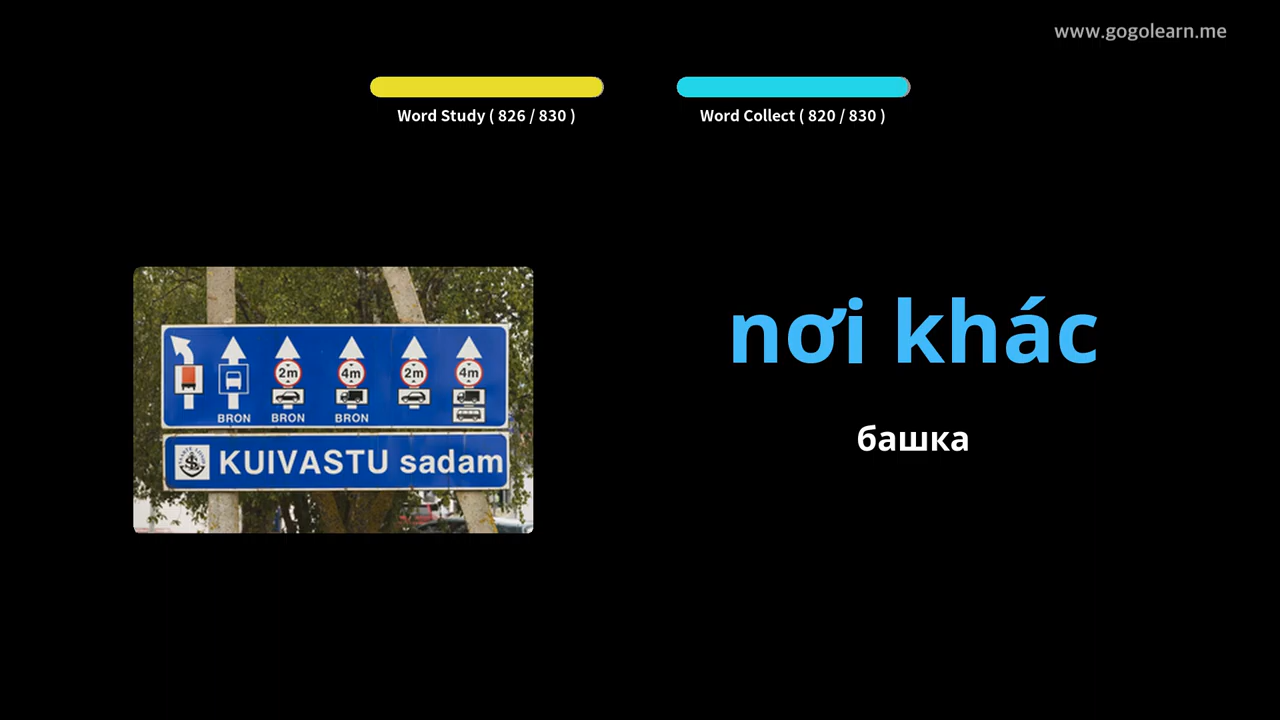 www.gogolearn.me
Word Study ( 826 / 830 )
Word Collect ( 820 / 830 )
nơi khác
башка
2m
4m
2m
4m
BRON
BRON
BRON
KUIVASTU sadam